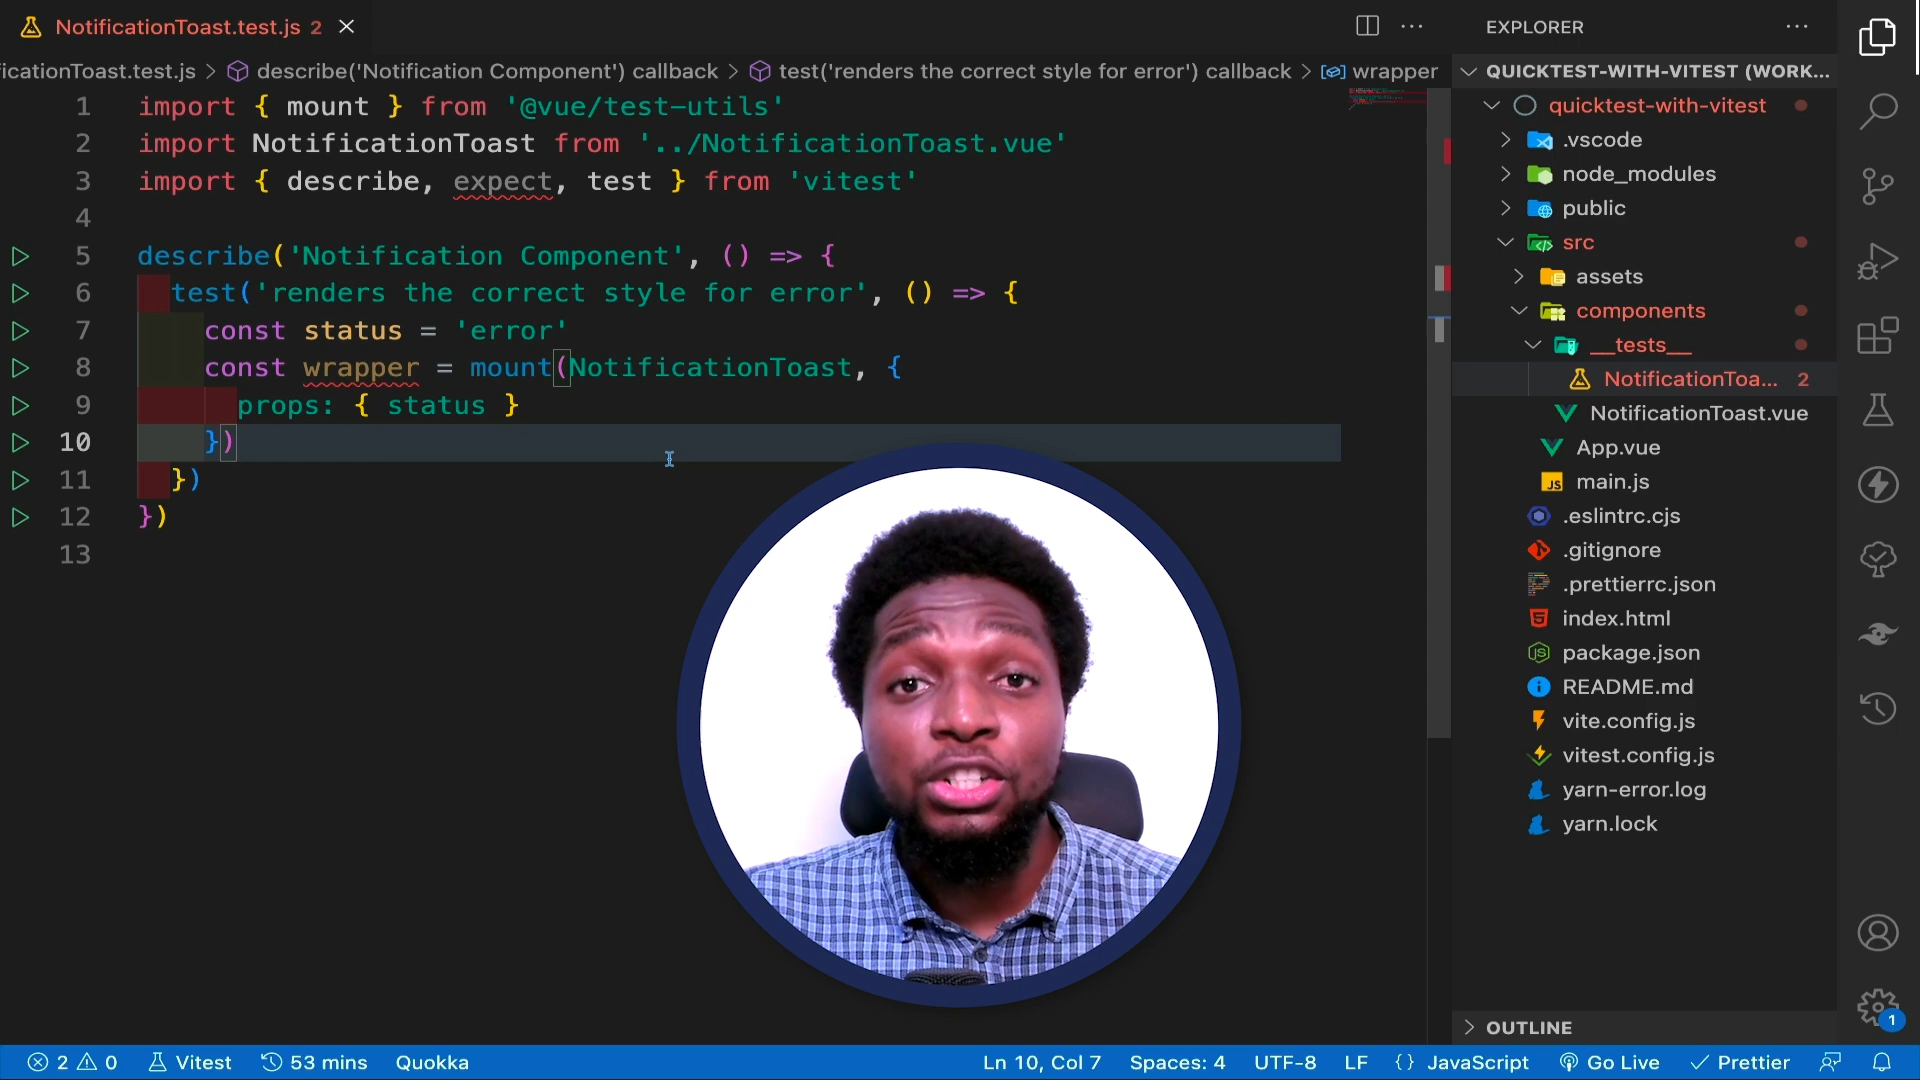 NotificationToast.test.js 2
EXPLORER
ficationToast.test.js > describe('Notification Component') callback > test('renders the correct style for error') callback > wrapper
QUICKTEST-WITH-VITEST (WORK...
1 import { mount } from '@vue/test-utils'
2 import NotificationToast from '../NotificationToast.vue'
3 import { describe, expect, test } from 'vitest'
4
5 describe('Notification Component', () => {
6 test('renders the correct style for error', () => {
7 const status = 'error'
8 const wrapper = mount(NotificationToast, {
9 props: { status }
10 })
11 })
12 })
13
quicktest-with-vitest
.vscode
node_modules
public
src
assets
components
__tests__
NotificationToa... 2
NotificationToast.vue
App.vue
JS main.js
.eslintrc.cjs
.gitignore
.prettierrc.json
index.html
package.json
README.md
vite.config.js
vitest.config.js
yarn-error.log
yarn.lock
OUTLINE
1
2 0 Vitest 53 mins Quokka
Ln 10, Col 7 Spaces: 4 UTF-8 LF {} JavaScript Go Live Prettier